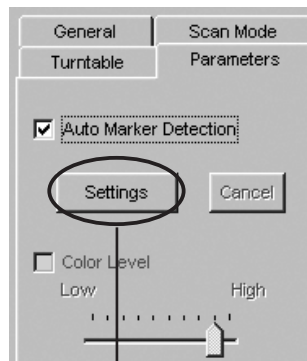 General Scan Mode
Turntable Parameters
Auto Marker Detection
Settings Cancel
Color Level
Low High